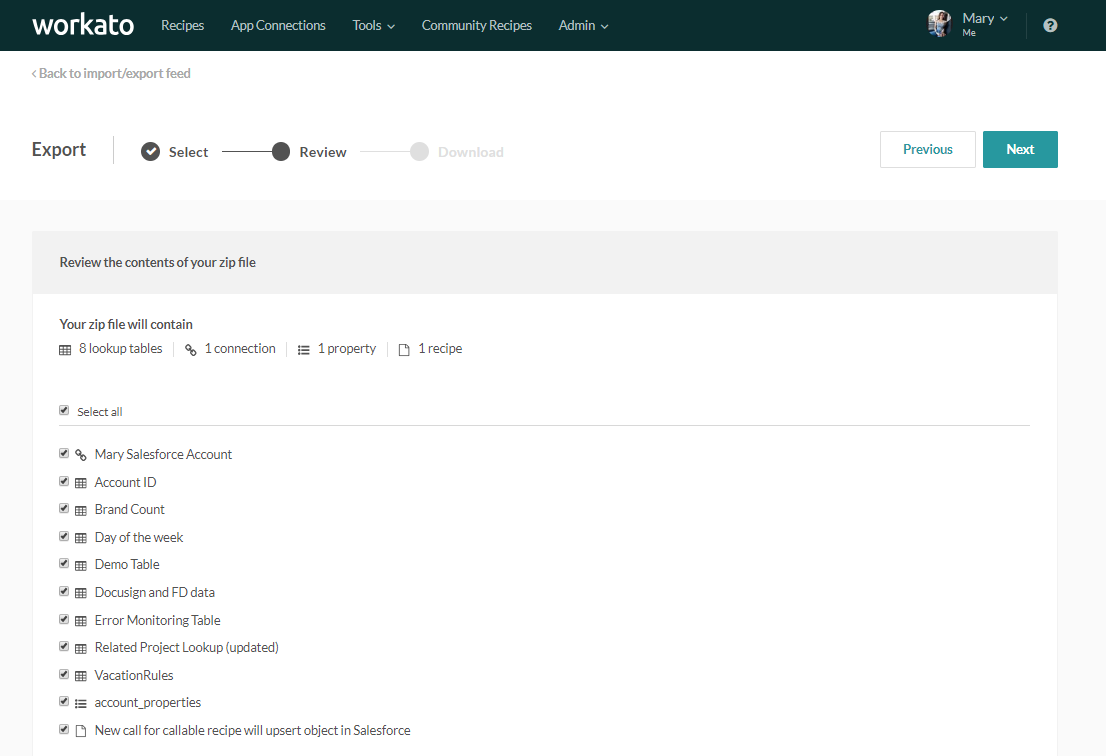 workato Recipes App Connections Tools Community Recipes Admin Mary
Me
Back to import/export feed
Export Select Review Download Previous Next
Review the contents of your zip file
Your zip file will contain
8 lookup tables 1 connection 1 property 1 recipe
Select all
Mary Salesforce Account
Account ID
Brand Count
Day of the week
Demo Table
Docusign and FD data
Error Monitoring Table
Related Project Lookup (updated)
VacationRules
account_properties
New call for callable recipe will upsert object in Salesforce